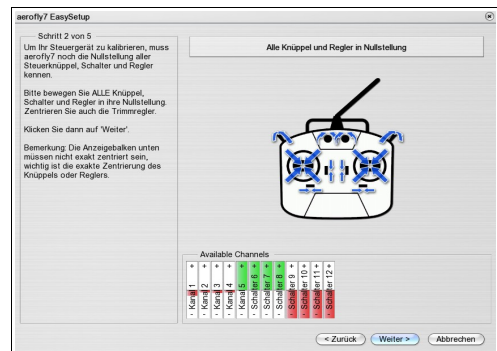 aerofly7 EasySetup
Schritt 2 von 5
Um Ihr Steuergerät zu kalibrieren, muss
aerofly7 noch die Nullstellung aller
Steuerknüppel, Schalter und Regler
kennen.
Bitte bewegen Sie ALLE Knüppel,
Schalter und Regler in ihre Nullstellung.
Zentrieren Sie auch die Trimmregler.
Klicken Sie dann auf 'Weiter'.
Bemerkung: Die Anzeigebalken unten
müssen nicht exakt zentriert sein,
wichtig ist die exakte Zentrierung des
Knüppels oder Reglers.
Alle Knüppel und Regler in Nullstellung
Available Channels
- Kanal 1 +
- Kanal 2 +
- Kanal 3 +
- Kanal 4 +
- Kanal 5 +
- Schalter 6 +
- Schalter 7 +
- Schalter 8 +
- Schalter 9 +
- Schalter 10 +
- Schalter 11 +
- Schalter 12 +
< Zurück
Weiter >
Abbrechen